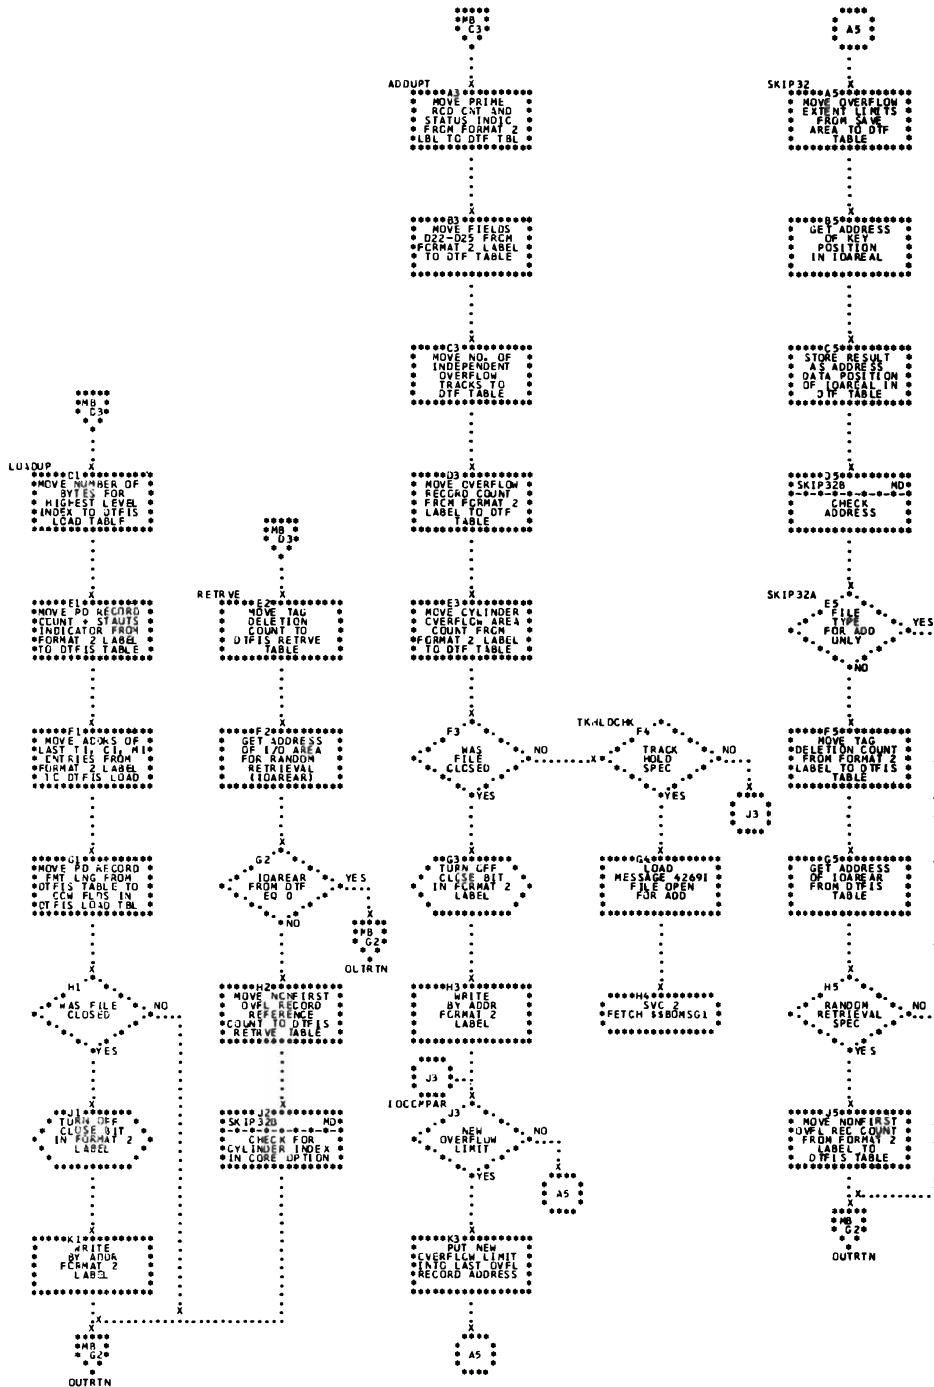 MB
C3
ADDUPT
A3
MOVE PRIME
RCD CNT AND
STATUS INDIC
FROM FORMAT 2
LBL TO DTF TBL
B3
MOVE FIELDS
D22-D25 FROM
FORMAT 2 LABEL
TO DTF TABLE
C3
MOVE NO. OF
INDEPENDENT
OVERFLOW
TRACKS TO
DTF TABLE
D3
MOVE OVERFLOW
RECORD COUNT
FROM FORMAT 2
LABEL TO DTF
TABLE
E3
MOVE CYLINDER
OVERFLOW AREA
COUNT FROM
FORMAT 2 LABEL
TO DTF TABLE
F3
WAS
FILE
CLOSED
NO
YES
G3
TURN OFF
CLOSE BIT
IN FORMAT 2
LABEL
H3
WRITE
BY ADDR
FORMAT 2
LABEL
J3
IOCCMPAR
J3
NEW
OVERFLOW
LIMIT
NO
YES
A5
K3
PUT NEW
OVERFLOW LIMIT
INTO LAST OVFL
RECORD ADDRESS
A5
TKHLDCHK
F4
TRACK
HOLD
SPEC
NO
YES
J3
G4
LOAD
MESSAGE 4269I
FILE OPEN
FOR ADD
H4
SVC 2
FETCH $$BOMSG1
A5
SKIP32
A5
MOVE OVERFLOW
EXTENT LIMITS
FROM SAVE
AREA TO DTF
TABLE
B5
GET ADDRESS
OF KEY
POSITION
IN IOAREAL
C5
STORE RESULT
AS ADDRESS
DATA POSITION
OF IOAREAL IN
DTF TABLE
D5
SKIP32B MD
CHECK
ADDRESS
SKIP32A
E5
FILE
TYPE
FOR ADD
ONLY
YES
NO
F5
MOVE TAG
DELETION COUNT
FROM FORMAT 2
LABEL TO DTFIS
TABLE
G5
GET ADDRESS
OF IOAREAR
FROM DTFIS
TABLE
H5
RANDOM
RETRIEVAL
SPEC
NO
YES
J5
MOVE NONFIRST
OVFL REC COUNT
FROM FORMAT 2
LABEL TO
DTFIS TABLE
MB
G2
OUTRTN
MB
D3
LOADUP
D1
MOVE NUMBER OF
BYTES FOR
HIGHEST LEVEL
INDEX TO DTFIS
LOAD TABLE
E1
MOVE PD RECORD
COUNT + STAUTS
INDICATOR FROM
FORMAT 2 LABEL
TO DTFIS TABLE
F1
MOVE ADDRS OF
LAST TI, CI, MI
ENTRIES FROM
FORMAT 2 LABEL
TO DTFIS LOAD
G1
MOVE PD RECORD
FMT LNG FROM
DTFIS TABLE TO
CCW FLDS IN
DTFIS LOAD TBL
H1
WAS FILE
CLOSED
NO
YES
J1
TURN OFF
CLOSE BIT
IN FORMAT 2
LABEL
K1
WRITE
BY ADDR
FORMAT 2
LABEL
MB
G2
OUTRTN
MB
D3
RETRVE
E2
MOVE TAG
DELETION
COUNT TO
DTFIS RETRVE
TABLE
F2
GET ADDRESS
OF I/O AREA
FOR RANDOM
RETRIEVAL
(IOAREAR)
G2
IOAREAR
FROM DTF
EQ 0
YES
NO
MB
G2
OLTRTN
H2
MOVE NONFIRST
OVFL RECORD
REFERENCE
COUNT TO DTFIS
RETRVE TABLE
J2
SKIP32B MD
CHECK FOR
CYLINDER INDEX
IN CORE OPTION